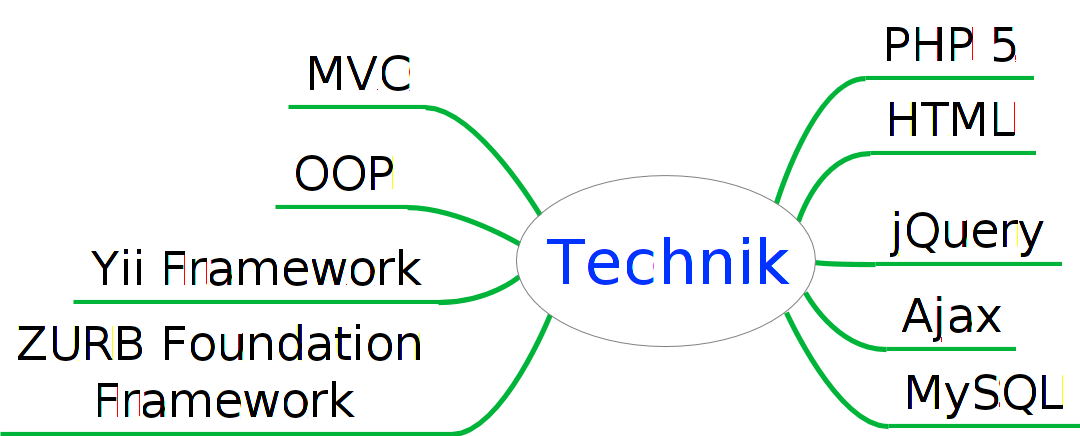 MVC
OOP
Yii Framework
ZURB Foundation
Framework
Technik
PHP 5
HTML
jQuery
Ajax
MySQL